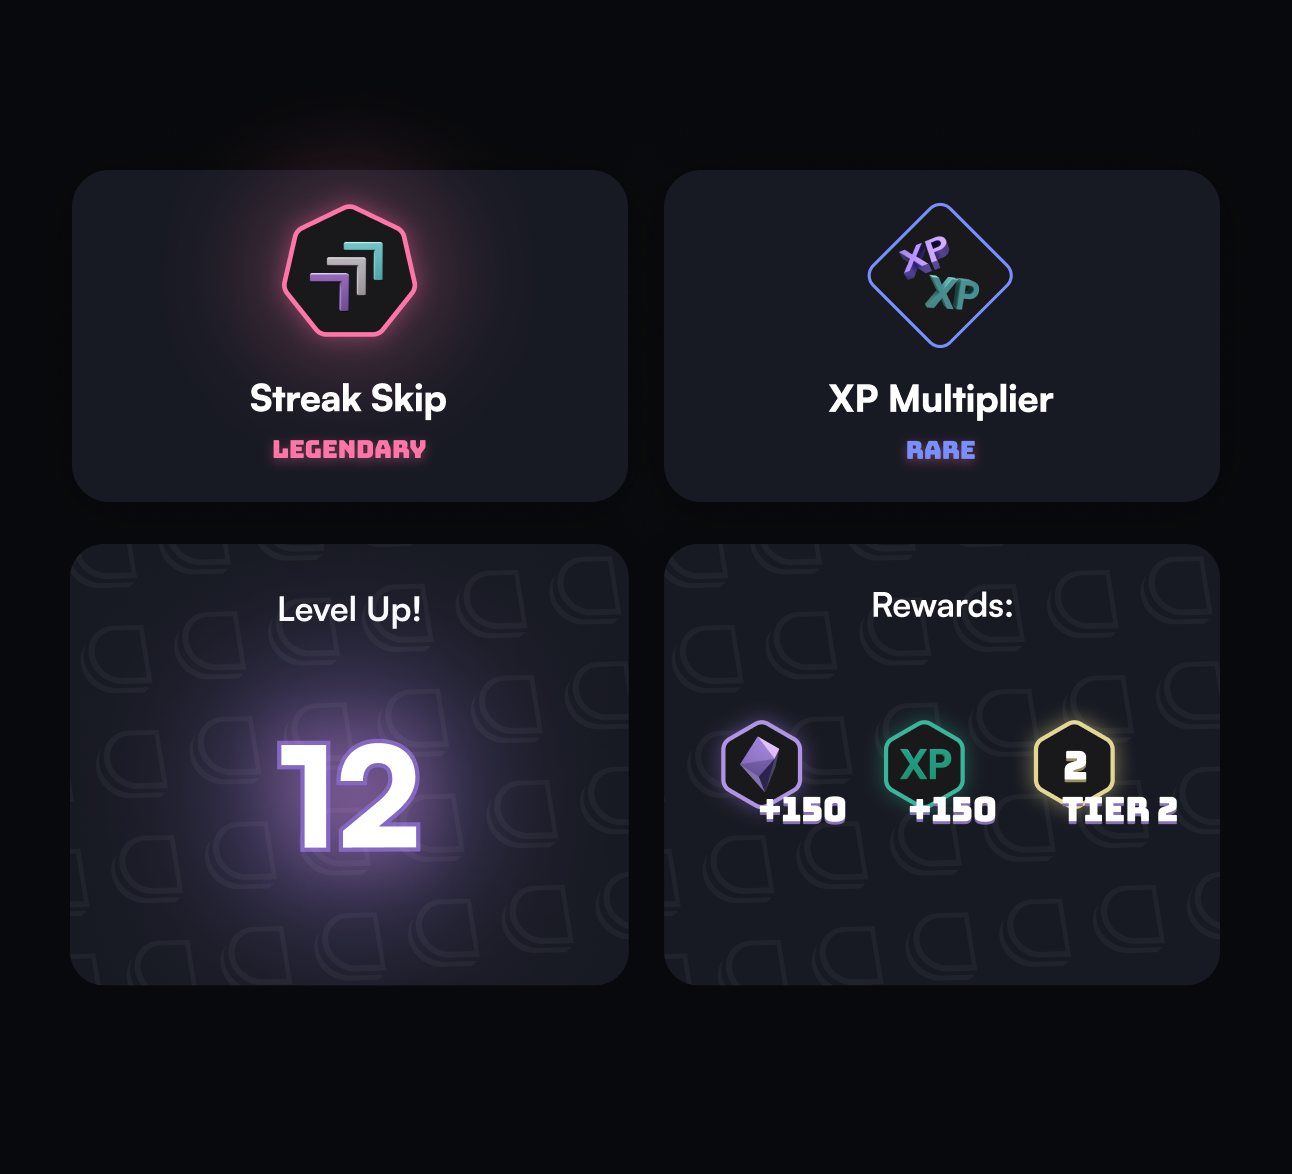 XP
XP
Streak Skip
LEGENDARY
XP Multiplier
RARE
Level Up!
12
Rewards:
XP
2
+150
+150
TIER 2